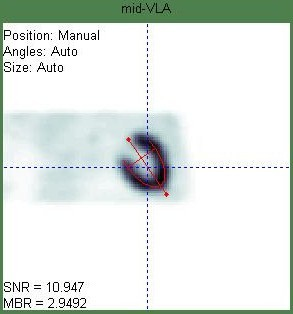 mid-VLA
Position: Manual
Angles: Auto
Size: Auto
SNR = 10.947
MBR = 2.9492